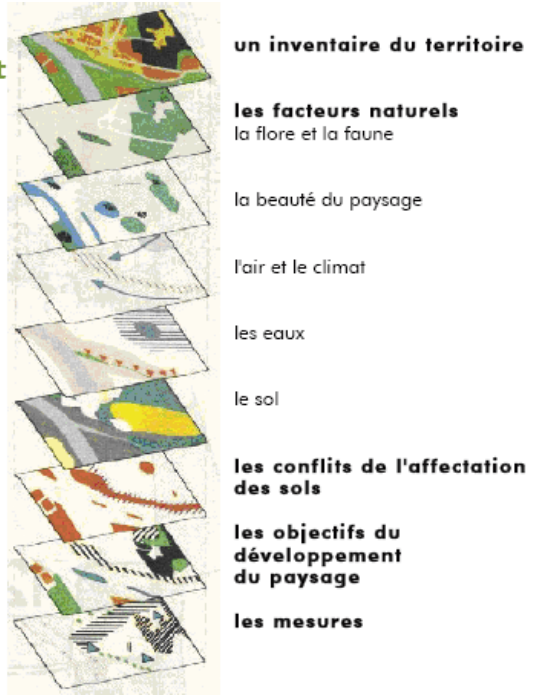 un inventaire du territoire
les facteurs naturels
la flore et la faune
la beauté du paysage
l'air et le climat
les eaux
le sol
les conflits de l'affectation
des sols
les objectifs du
développement
du paysage
les mesures